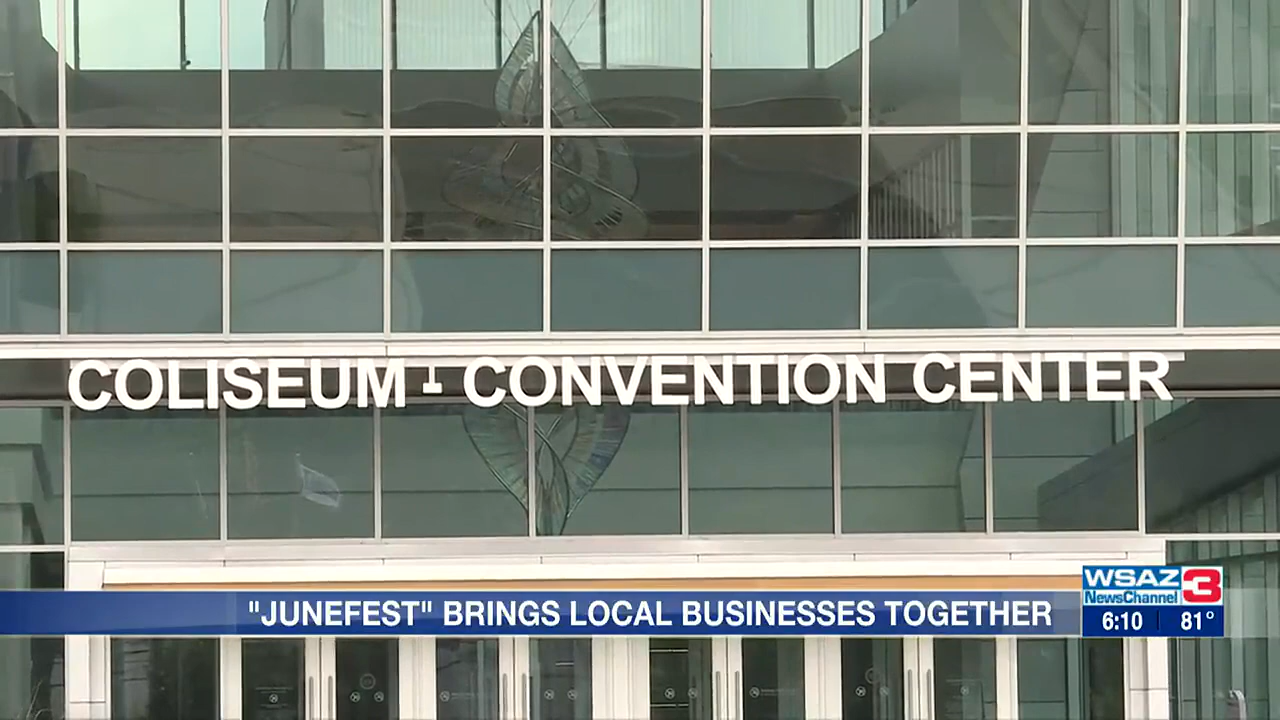 COLISEUM - CONVENTION CENTER
"JUNEFEST" BRINGS LOCAL BUSINESSES TOGETHER
WSAZ 3
NewsChannel
6:10 81°